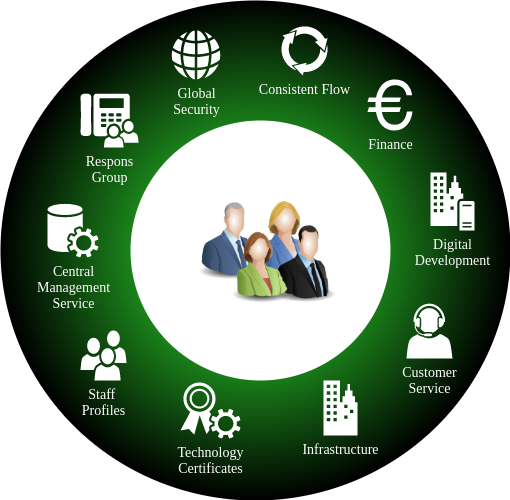 Global
Security
Consistent Flow
Finance
Digital
Development
Customer
Service
Infrastructure
Technology
Certificates
Staff
Profiles
Central
Management
Service
Respons
Group